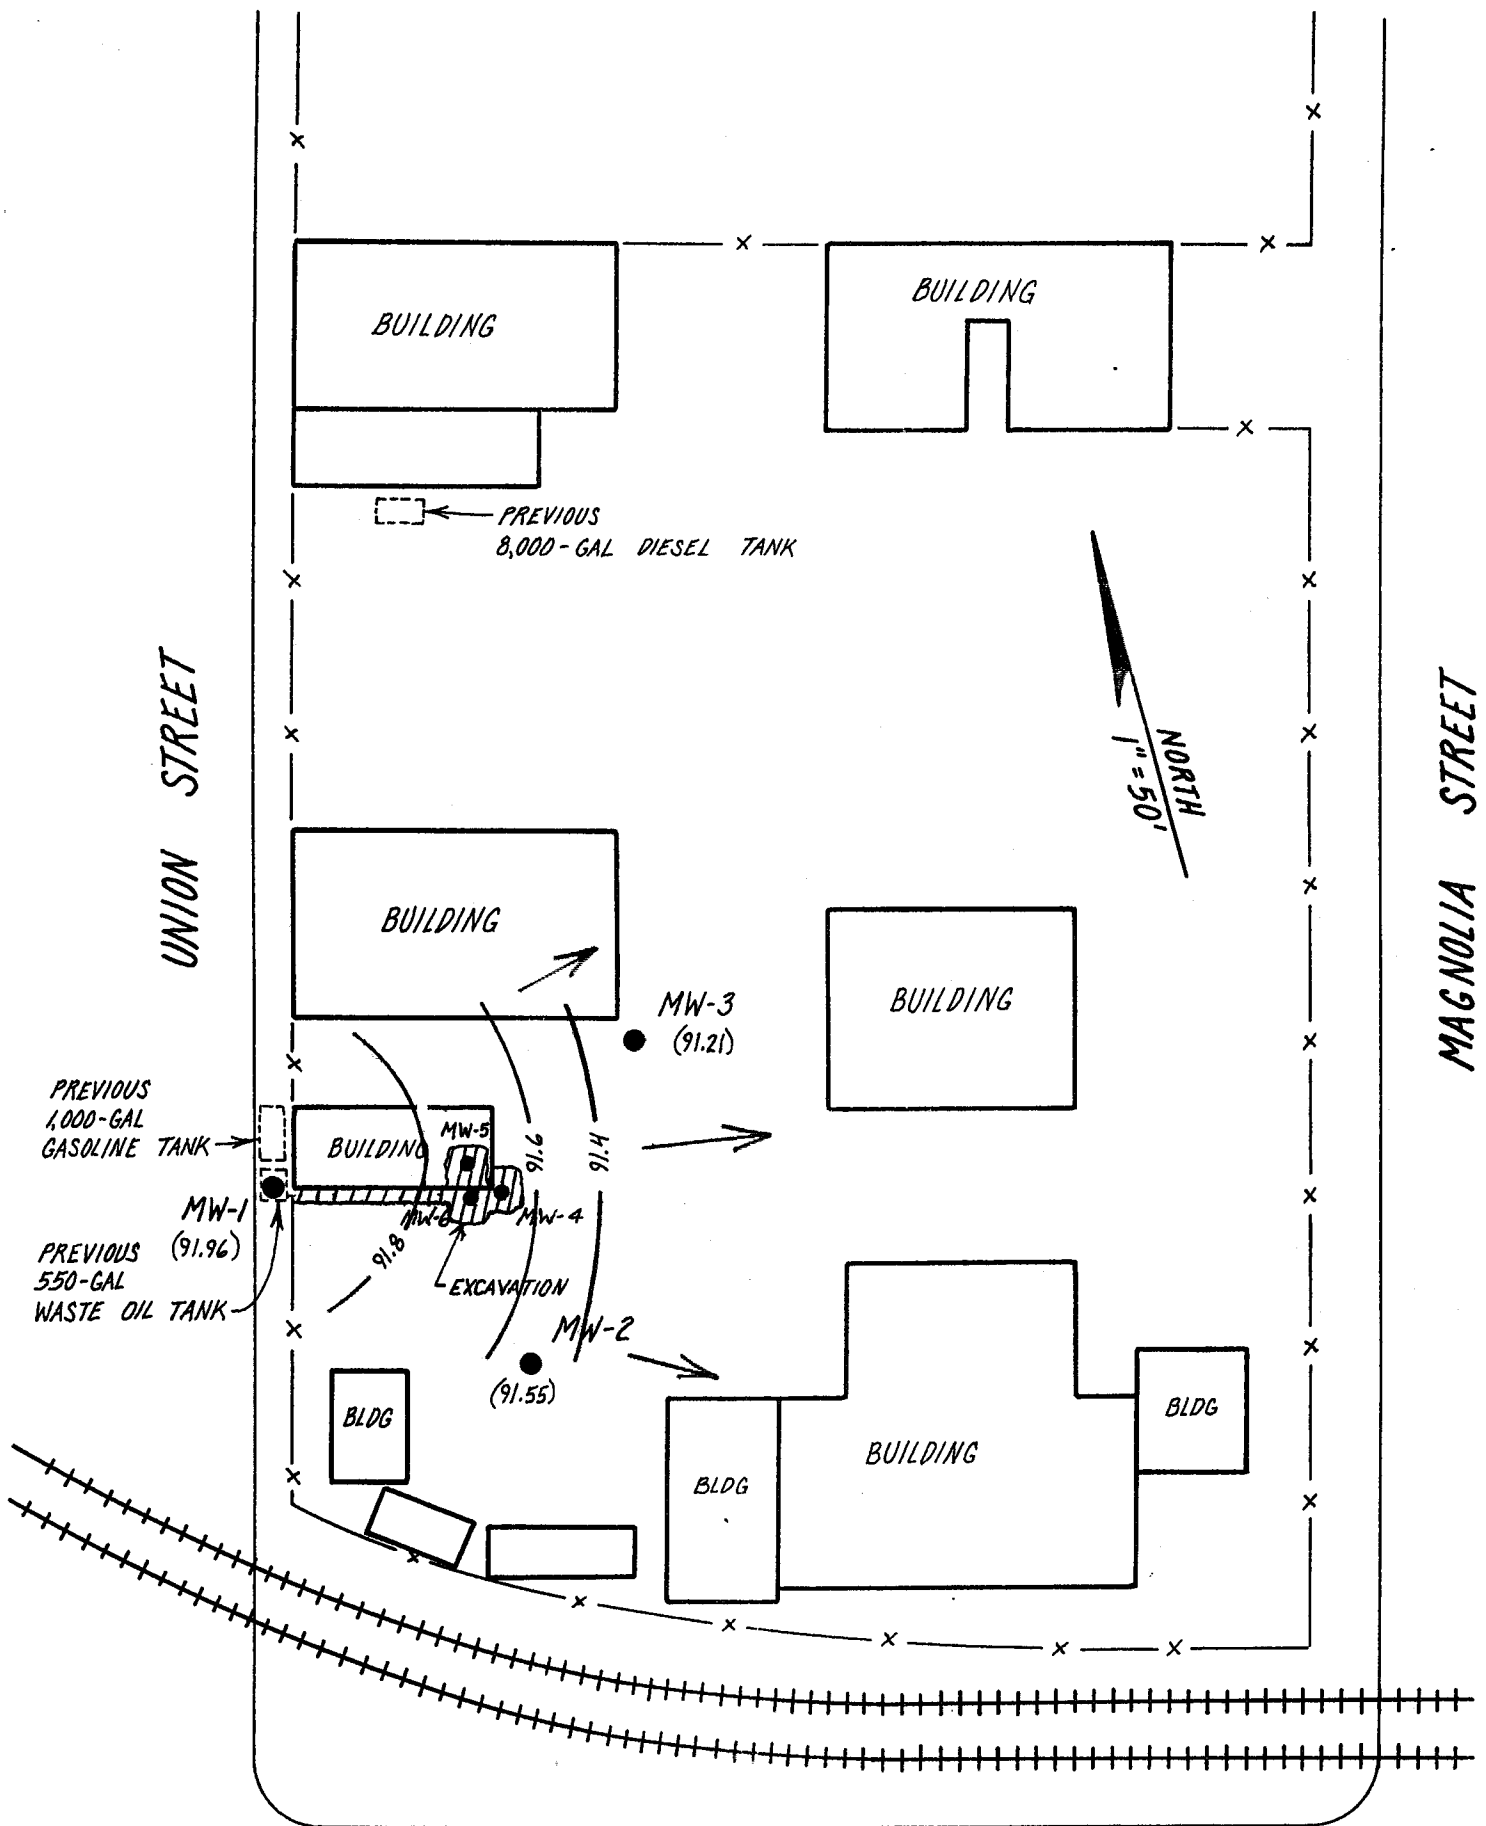 BUILDING
BUILDING
PREVIOUS
8,000-GAL DIESEL TANK
UNION STREET
MAGNOLIA STREET
NORTH
1" = 50'
BUILDING
BUILDING
MW-3
(91.21)
PREVIOUS
1,000-GAL
GASOLINE TANK
BUILDING
MW-5
91.6
91.4
MW-1
(91.96)
MW-6
MW-4
91.8
PREVIOUS
550-GAL
WASTE OIL TANK
EXCAVATION
MW-2
(91.55)
BLDG
BLDG
BUILDING
BLDG